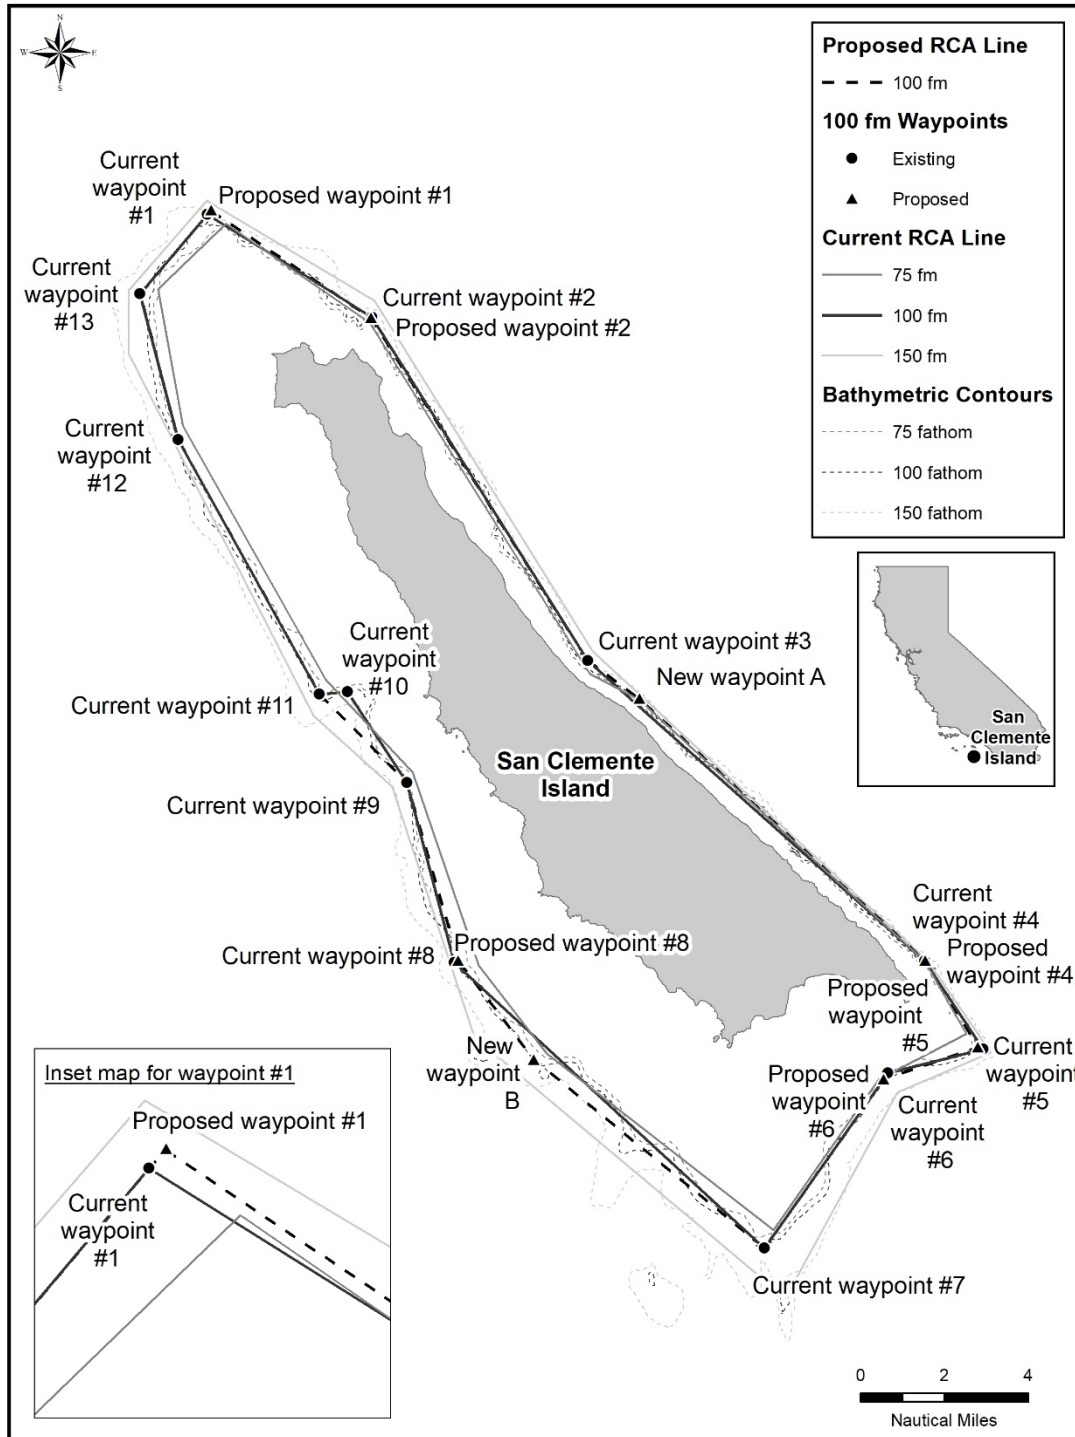 N
W
E
S
Proposed RCA Line
100 fm
100 fm Waypoints
Existing
Proposed
Current RCA Line
75 fm
100 fm
150 fm
Bathymetric Contours
75 fathom
100 fathom
150 fathom
Current
waypoint
#1
Proposed waypoint #1
Current
waypoint
#13
Current waypoint #2
Proposed waypoint #2
Current
waypoint
#12
Current waypoint #3
New waypoint A
Current
waypoint
#10
Current waypoint #11
San Clemente
Island
San
Clemente
Island
Current waypoint #9
Current waypoint #8
Proposed waypoint #8
Current
waypoint #4
Proposed
waypoint #4
Proposed
waypoint
#5
Current
waypoint
#5
New
waypoint
B
Proposed
waypoint
#6
Current
waypoint
#6
Current waypoint #7
Inset map for waypoint #1
Proposed waypoint #1
Current
waypoint
#1
0 2 4
Nautical Miles